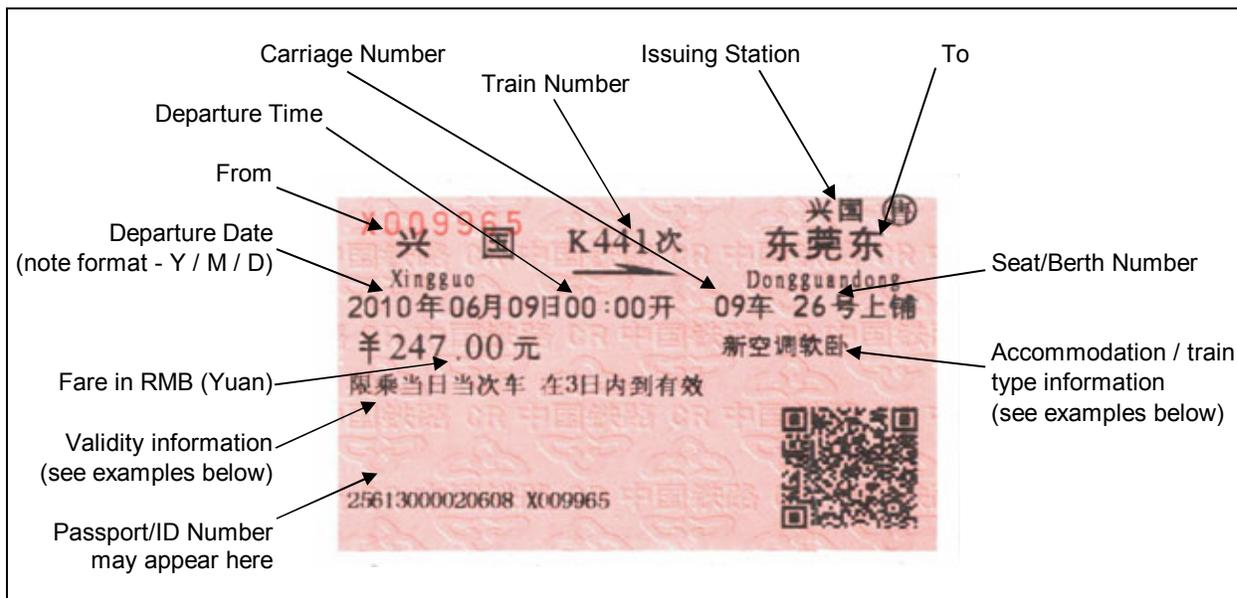 Carriage Number
Issuing Station
To
Train Number
Departure Time
From
Departure Date
(note format - Y / M / D)
Seat/Berth Number
Fare in RMB (Yuan)
Accommodation / train
type information
(see examples below)
Validity information
(see examples below)
Passport/ID Number
may appear here
X009965
兴国 售
兴 国 K441次 东莞东
Xingguo Dongguandong
2010年06月09日00:00开 09车 26号上铺
¥247.00元 新空调软卧
限乘当日当次车 在3日内到有效
25613000020608 X009965